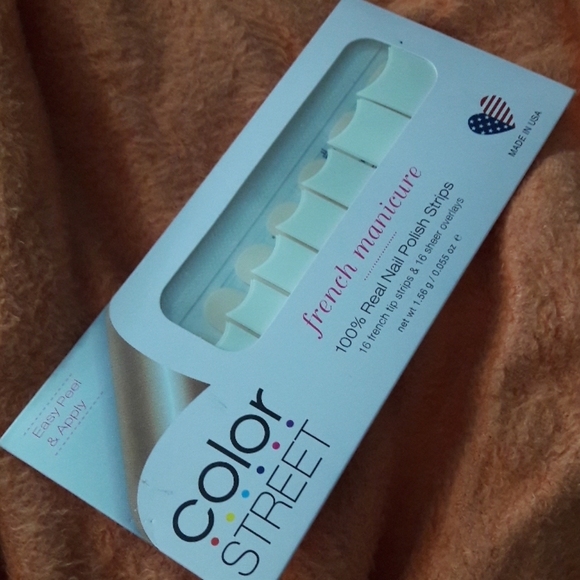 MADE IN USA
french manicure
100% Real Nail Polish Strips
16 french tip strips & 16 sheer overlays
net wt 1.56 g / 0.055 oz e
Easy Peel
& Apply
color
STREET